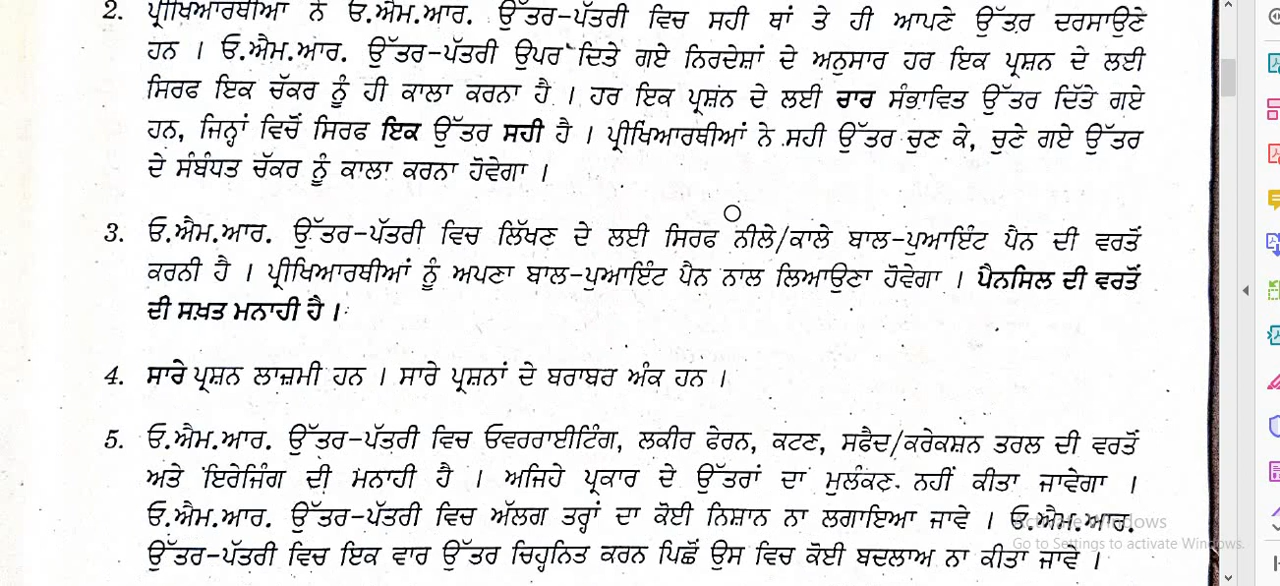 2. ਪ੍ਰੀਖਿਆਰਥੀਆਂ ਨੇ ਓ.ਐਮ.ਆਰ. ਉੱਤਰ-ਪੱਤਰੀ ਵਿਚ ਸਹੀ ਥਾਂ ਤੇ ਹੀ ਆਪਣੇ ਉੱਤਰ ਦਰਸਾਉਣੇ
ਹਨ । ਓ.ਐਮ.ਆਰ. ਉੱਤਰ-ਪੱਤਰੀ ਉਪਰ ਦਿਤੇ ਗਏ ਨਿਰਦੇਸ਼ਾਂ ਦੇ ਅਨੁਸਾਰ ਹਰ ਇਕ ਪ੍ਰਸ਼ਨ ਦੇ ਲਈ
ਸਿਰਫ ਇਕ ਚੱਕਰ ਨੂੰ ਹੀ ਕਾਲਾ ਕਰਨਾ ਹੈ । ਹਰ ਇਕ ਪ੍ਰਸ਼ਨ ਦੇ ਲਈ ਚਾਰ ਸੰਭਾਵਿਤ ਉੱਤਰ ਦਿੱਤੇ ਗਏ
ਹਨ, ਜਿਨ੍ਹਾਂ ਵਿਚੋਂ ਸਿਰਫ ਇਕ ਉੱਤਰ ਸਹੀ ਹੈ । ਪ੍ਰੀਖਿਆਰਥੀਆਂ ਨੇ ਸਹੀ ਉੱਤਰ ਚੁਣ ਕੇ, ਚੁਣੇ ਗਏ ਉੱਤਰ
ਦੇ ਸੰਬੰਧਤ ਚੱਕਰ ਨੂੰ ਕਾਲਾ ਕਰਨਾ ਹੋਵੇਗਾ ।
3. ਓ.ਐਮ.ਆਰ. ਉੱਤਰ-ਪੱਤਰੀ ਵਿਚ ਲਿੱਖਣ ਦੇ ਲਈ ਸਿਰਫ ਨੀਲੇ/ਕਾਲੇ ਬਾਲ-ਪੁਆਇੰਟ ਪੈਨ ਦੀ ਵਰਤੋਂ
ਕਰਨੀ ਹੈ । ਪ੍ਰੀਖਿਆਰਥੀਆਂ ਨੂੰ ਅਪਣਾ ਬਾਲ-ਪੁਆਇੰਟ ਪੈਨ ਨਾਲ ਲਿਆਉਣਾ ਹੋਵੇਗਾ । ਪੈਨਸਿਲ ਦੀ ਵਰਤੋਂ
ਦੀ ਸਖ਼ਤ ਮਨਾਹੀ ਹੈ ।
4. ਸਾਰੇ ਪ੍ਰਸ਼ਨ ਲਾਜ਼ਮੀ ਹਨ । ਸਾਰੇ ਪ੍ਰਸ਼ਨਾਂ ਦੇ ਬਰਾਬਰ ਅੰਕ ਹਨ ।
5. ਓ.ਐਮ.ਆਰ. ਉੱਤਰ-ਪੱਤਰੀ ਵਿਚ ਓਵਰਰਾਈਟਿੰਗ, ਲਕੀਰ ਫੇਰਨ, ਕਟਣ, ਸਫੈਦ/ਕਰੇਕਸ਼ਨ ਤਰਲ ਦੀ ਵਰਤੋਂ
ਅਤੇ ਇਰੇਜਿੰਗ ਦੀ ਮਨਾਹੀ ਹੈ । ਅਜਿਹੇ ਪ੍ਰਕਾਰ ਦੇ ਉੱਤਰਾਂ ਦਾ ਮੁਲੰਕਣ ਨਹੀਂ ਕੀਤਾ ਜਾਵੇਗਾ ।
ਓ.ਐਮ.ਆਰ. ਉੱਤਰ-ਪੱਤਰੀ ਵਿਚ ਅੱਲਗ ਤਰ੍ਹਾਂ ਦਾ ਕੋਈ ਨਿਸ਼ਾਨ ਨਾ ਲਗਾਇਆ ਜਾਵੇ । ਓ.ਐਮ.ਆਰ.
ਉੱਤਰ-ਪੱਤਰੀ ਵਿਚ ਇਕ ਵਾਰ ਉੱਤਰ ਚਿਹ੍ਨਿਤ ਕਰਨ ਪਿਛੋਂ ਉਸ ਵਿਚ ਕੋਈ ਬਦਲਾਅ ਨਾ ਕੀਤਾ ਜਾਵੇ ।
Activate Windows
Go to Settings to activate Windows.